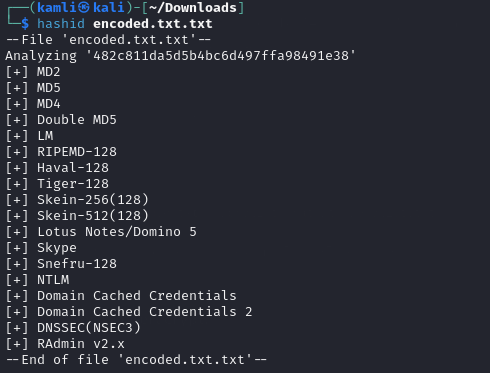 ┌──(kamli㉿kali)-[~/Downloads]
└─$ hashid encoded.txt.txt
--File 'encoded.txt.txt'--
Analyzing '482c811da5d5b4bc6d497ffa98491e38'
[+] MD2
[+] MD5
[+] MD4
[+] Double MD5
[+] LM
[+] RIPEMD-128
[+] Haval-128
[+] Tiger-128
[+] Skein-256(128)
[+] Skein-512(128)
[+] Lotus Notes/Domino 5
[+] Skype
[+] Snefru-128
[+] NTLM
[+] Domain Cached Credentials
[+] Domain Cached Credentials 2
[+] DNSSEC(NSEC3)
[+] RAdmin v2.x
--End of file 'encoded.txt.txt'--